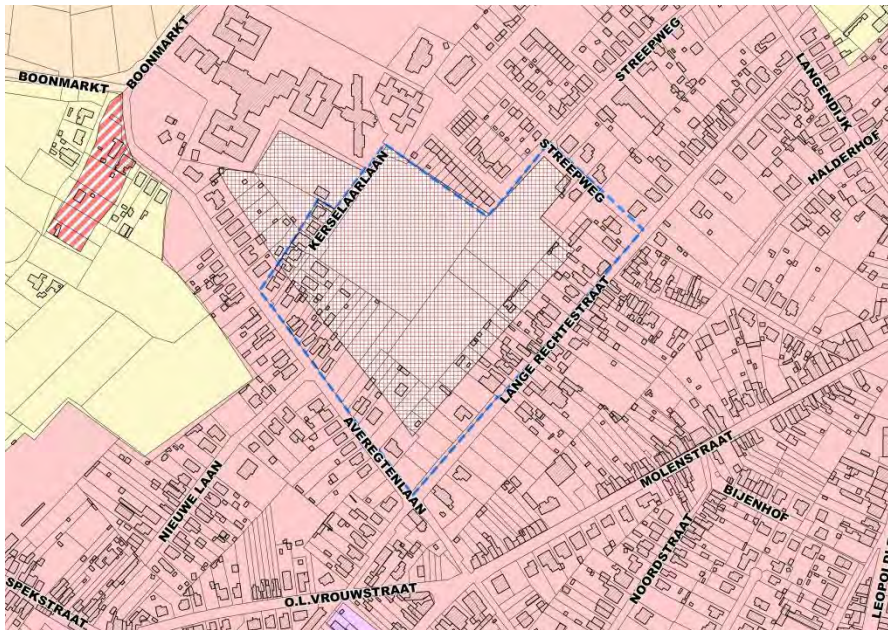 BOONMARKT
BOONMARKT
STREEPWEG
LANGENDIJK
HALDERHOF
STREEPWEG
KERSELAARLAAN
LANGE RECHTESTRAAT
AVEREGTENLAAN
MOLENSTRAAT
NIEUWE LAAN
BIJENHOF
NOORDSTRAAT
SPEKSTRAAT
O.L.VROUWSTRAAT